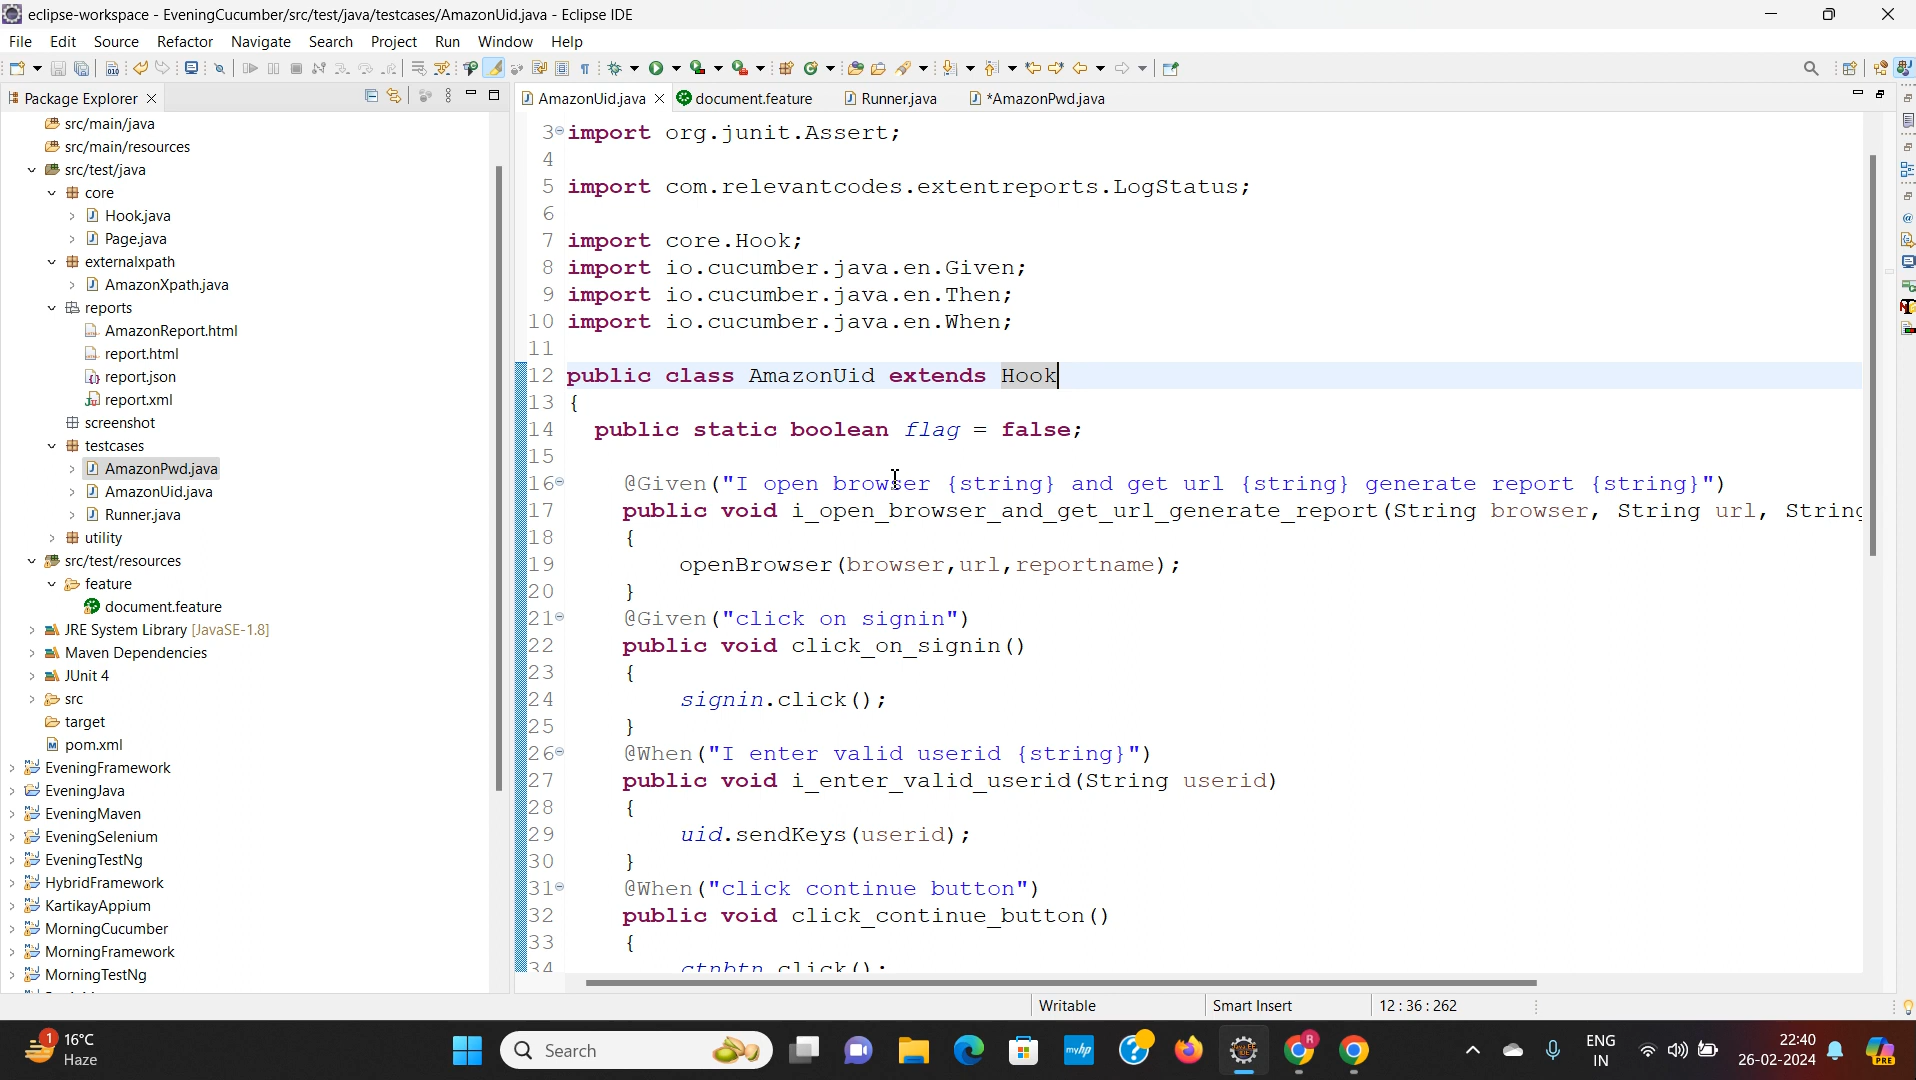 eclipse-workspace - EveningCucumber/src/test/java/testcases/AmazonUid.java - Eclipse IDE
File Edit Source Refactor Navigate Search Project Run Window Help
Package Explorer
AmazonUid.java document.feature Runner.java *AmazonPwd.java
src/main/java
src/main/resources
src/test/java
core
Hook.java
Page.java
externalxpath
AmazonXpath.java
reports
AmazonReport.html
report.html
report.json
report.xml
screenshot
testcases
AmazonPwd.java
AmazonUid.java
Runner.java
utility
src/test/resources
feature
document.feature
JRE System Library [JavaSE-1.8]
Maven Dependencies
JUnit 4
src
target
pom.xml
EveningFramework
EveningJava
EveningMaven
EveningSelenium
EveningTestNg
HybridFramework
KartikayAppium
MorningCucumber
MorningFramework
MorningTestNg
3 import org.junit.Assert;
4
5 import com.relevantcodes.extentreports.LogStatus;
6
7 import core.Hook;
8 import io.cucumber.java.en.Given;
9 import io.cucumber.java.en.Then;
10 import io.cucumber.java.en.When;
11
12 public class AmazonUid extends Hook
13 {
14 public static boolean flag = false;
15
16 @Given("I open browser {string} and get url {string} generate report {string}")
17 public void i_open_browser_and_get_url_generate_report(String browser, String url, String
18 {
19 openBrowser(browser,url,reportname);
20 }
21 @Given("click on signin")
22 public void click_on_signin()
23 {
24 signin.click();
25 }
26 @When("I enter valid userid {string}")
27 public void i_enter_valid_userid(String userid)
28 {
29 uid.sendKeys(userid);
30 }
31 @When("click continue button")
32 public void click_continue_button()
33 {
34 ctnbtn.click();
Writable Smart Insert 12 : 36 : 262
1 16°C
Haze
Search
myhp
R
ENG
IN
22:40
26-02-2024
PRE